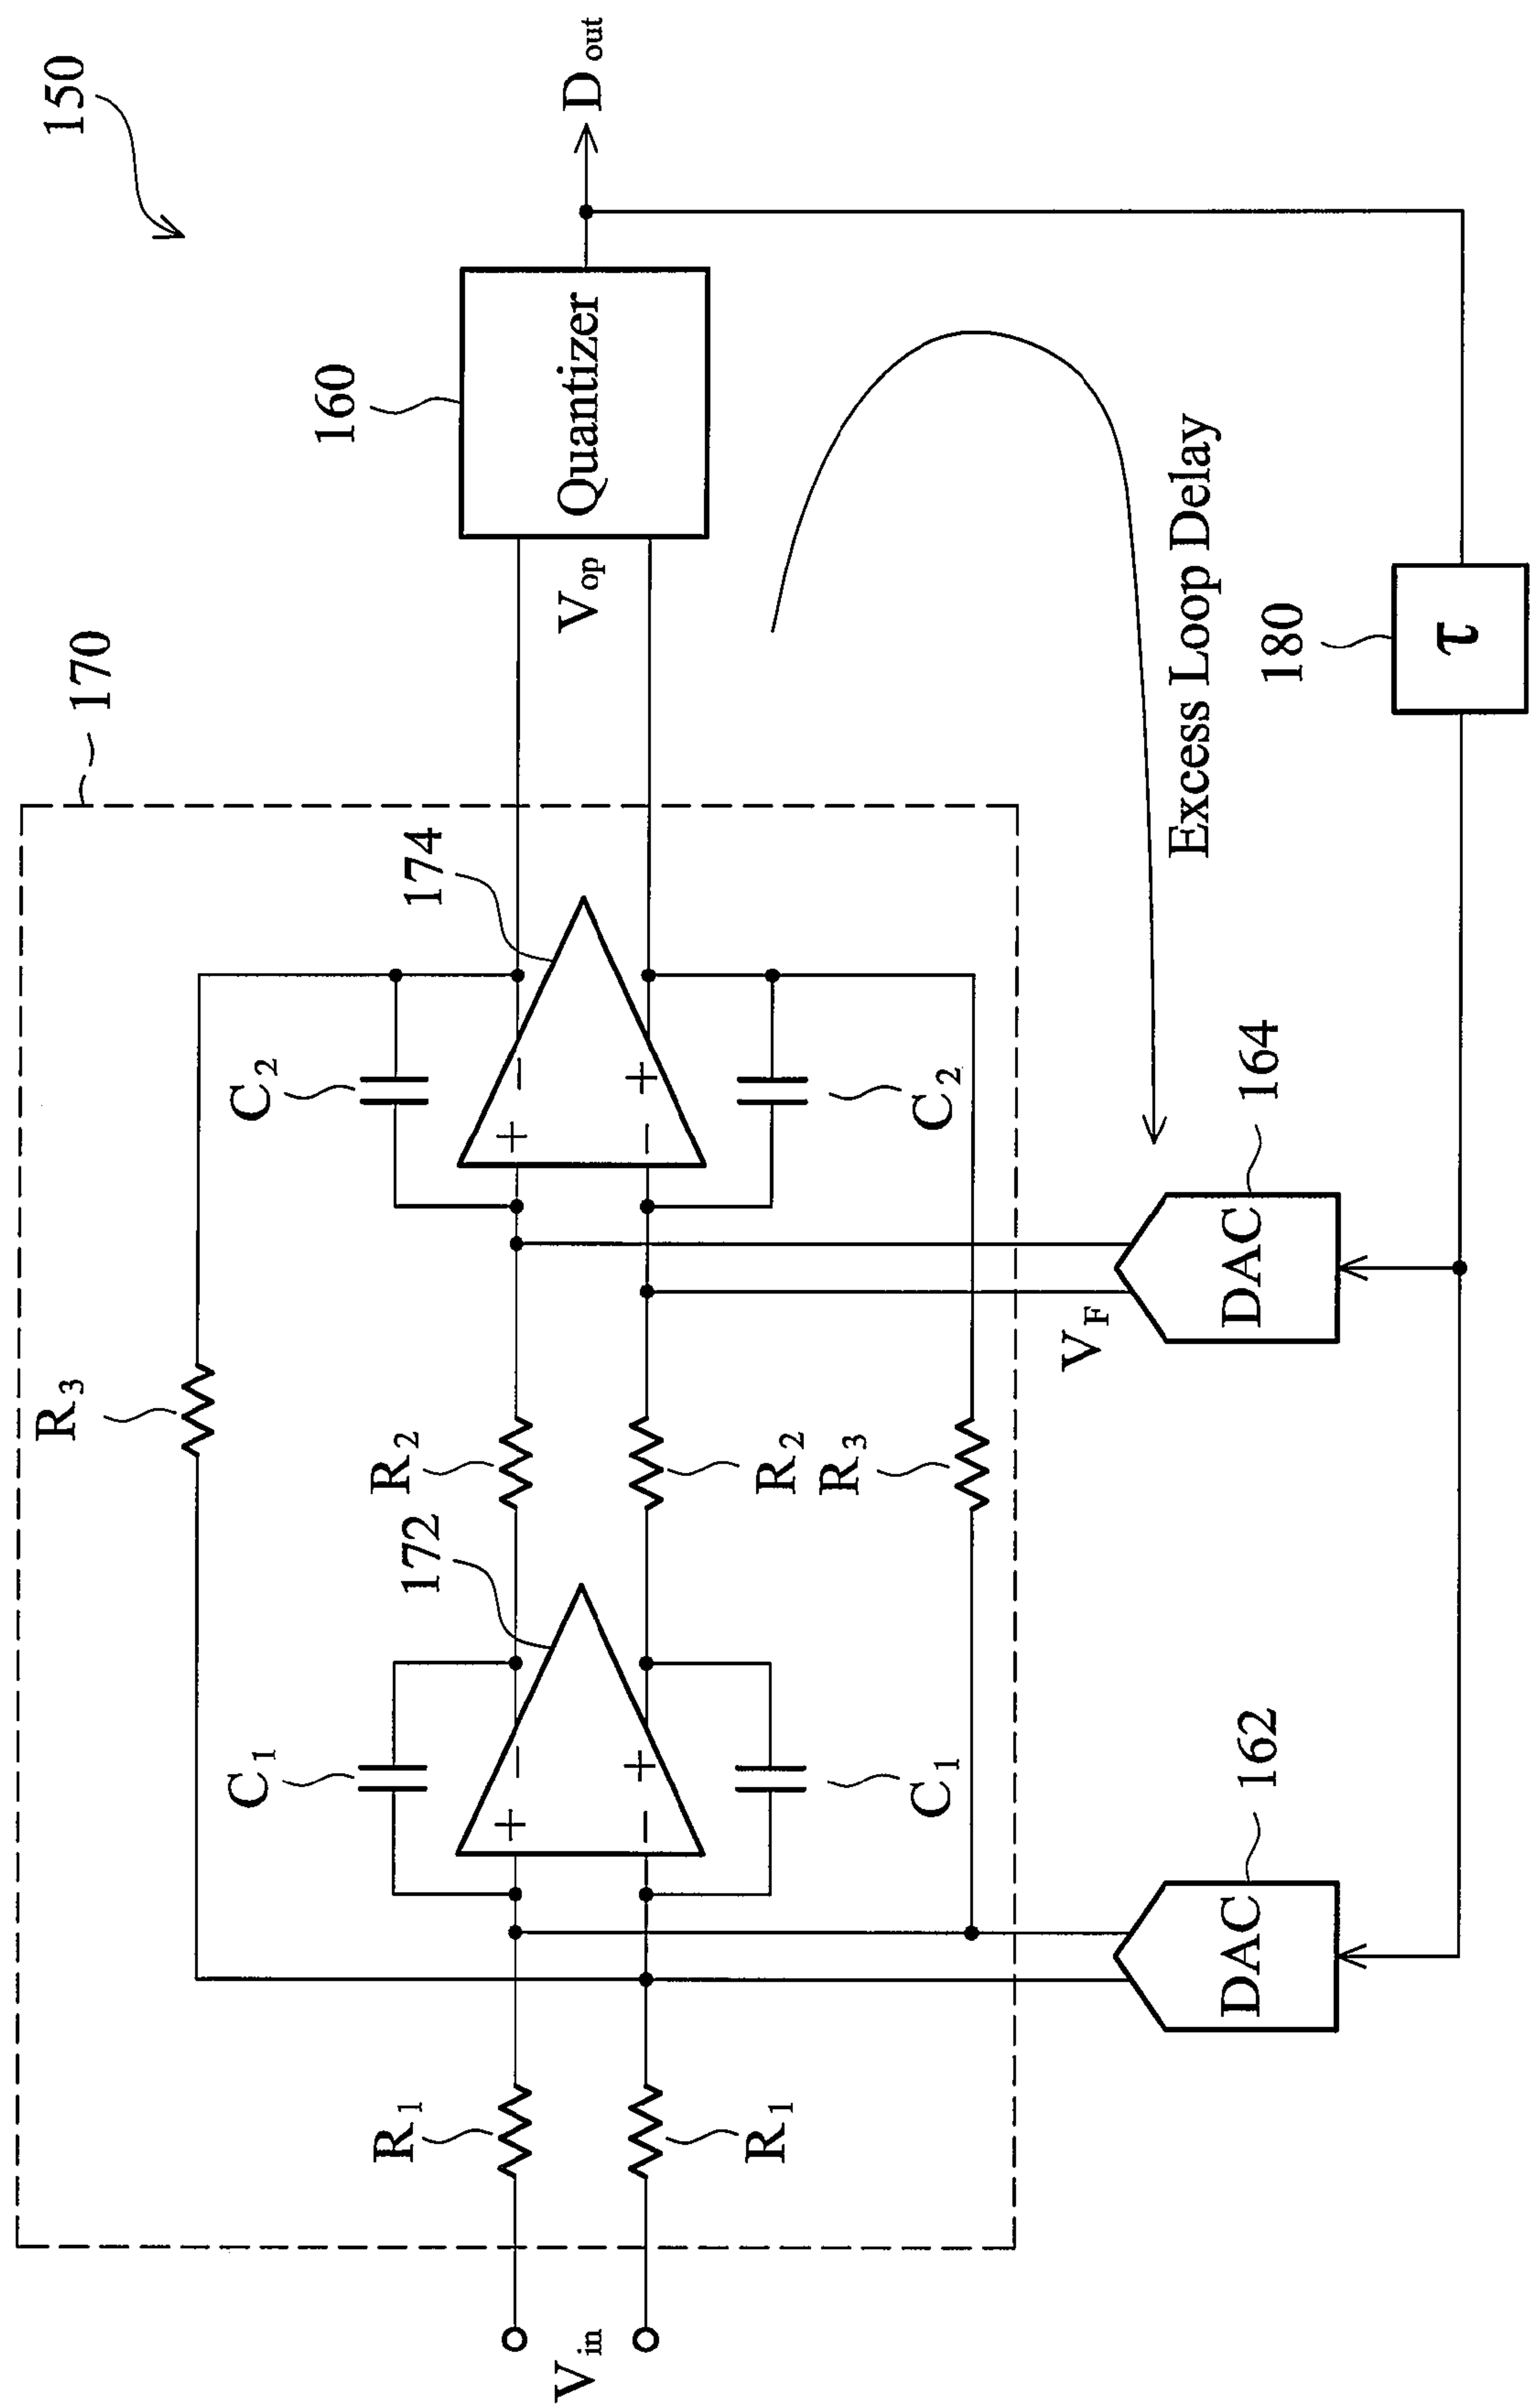 150
170
R3
C1
C2
172
174
R2
160
R1
Vin
Vop
Quantizer
Dout
+
−
+
−
−
+
−
+
R1
R2
R3
C1
C2
VF
Excess Loop Delay
162
164
180
DAC
DAC
τ